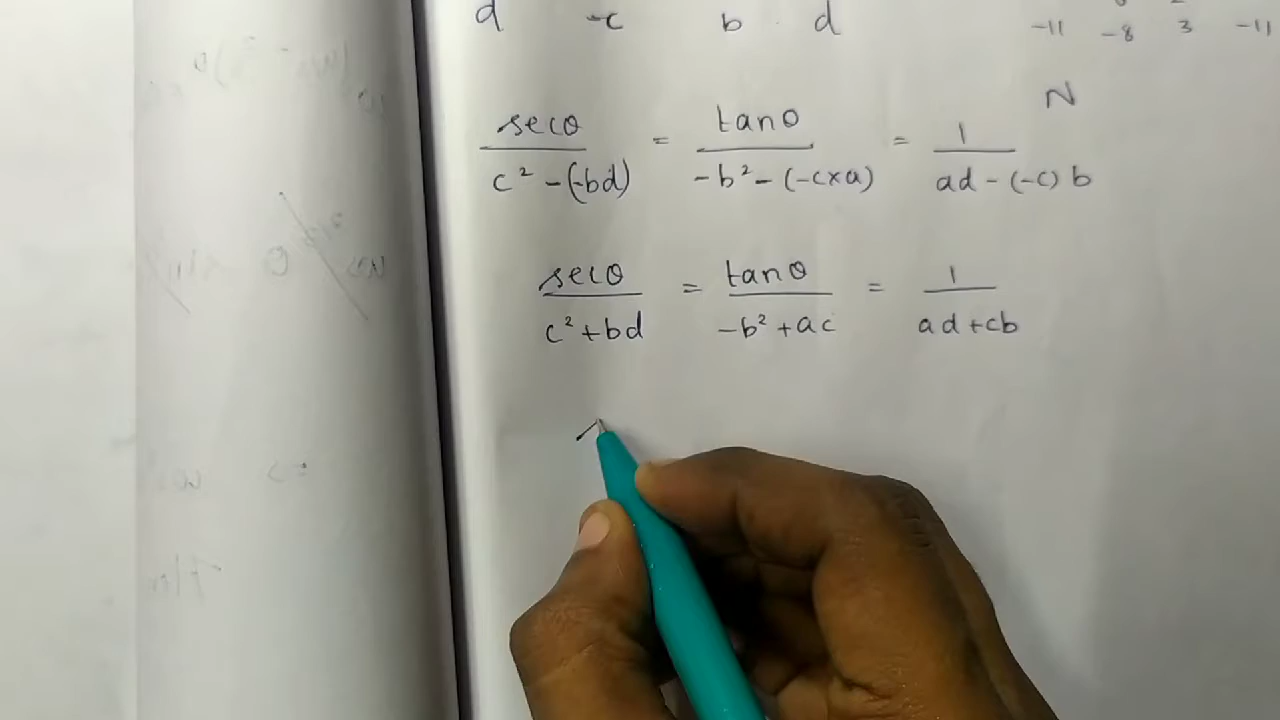 d -c b d
-11 -8 3 -11
N
secθ/(c² -(-bd)) = tanθ/(-b² - (-c×a)) = 1/(ad - (-c) b)
secθ/(c² + bd) = tanθ/(-b² + ac) = 1/(ad + cb)